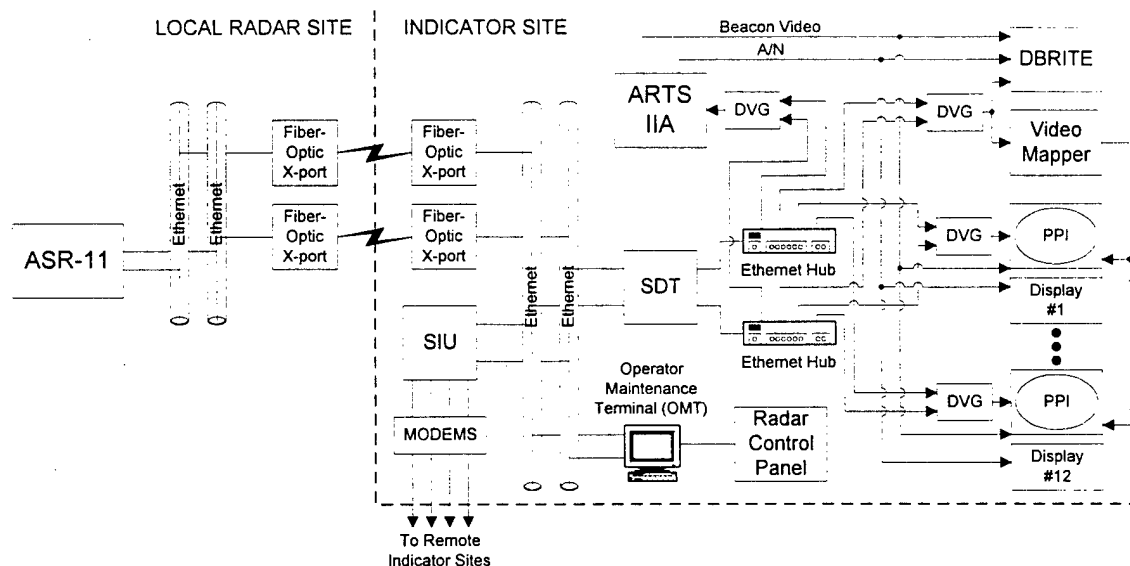 LOCAL RADAR SITE
INDICATOR SITE
Beacon Video
A/N
DBRITE
ARTS
IIA
DVG
DVG
Video
Mapper
Fiber-
Optic
X-port
Fiber-
Optic
X-port
Ethernet
Ethernet
Fiber-
Optic
X-port
Fiber-
Optic
X-port
ASR-11
Ethernet
Ethernet
SDT
Ethernet Hub
DVG
PPI
Display
#1
SIU
Ethernet Hub
Operator
Maintenance
Terminal (OMT)
DVG
PPI
MODEMS
Radar
Control
Panel
Display
#12
To Remote
Indicator Sites